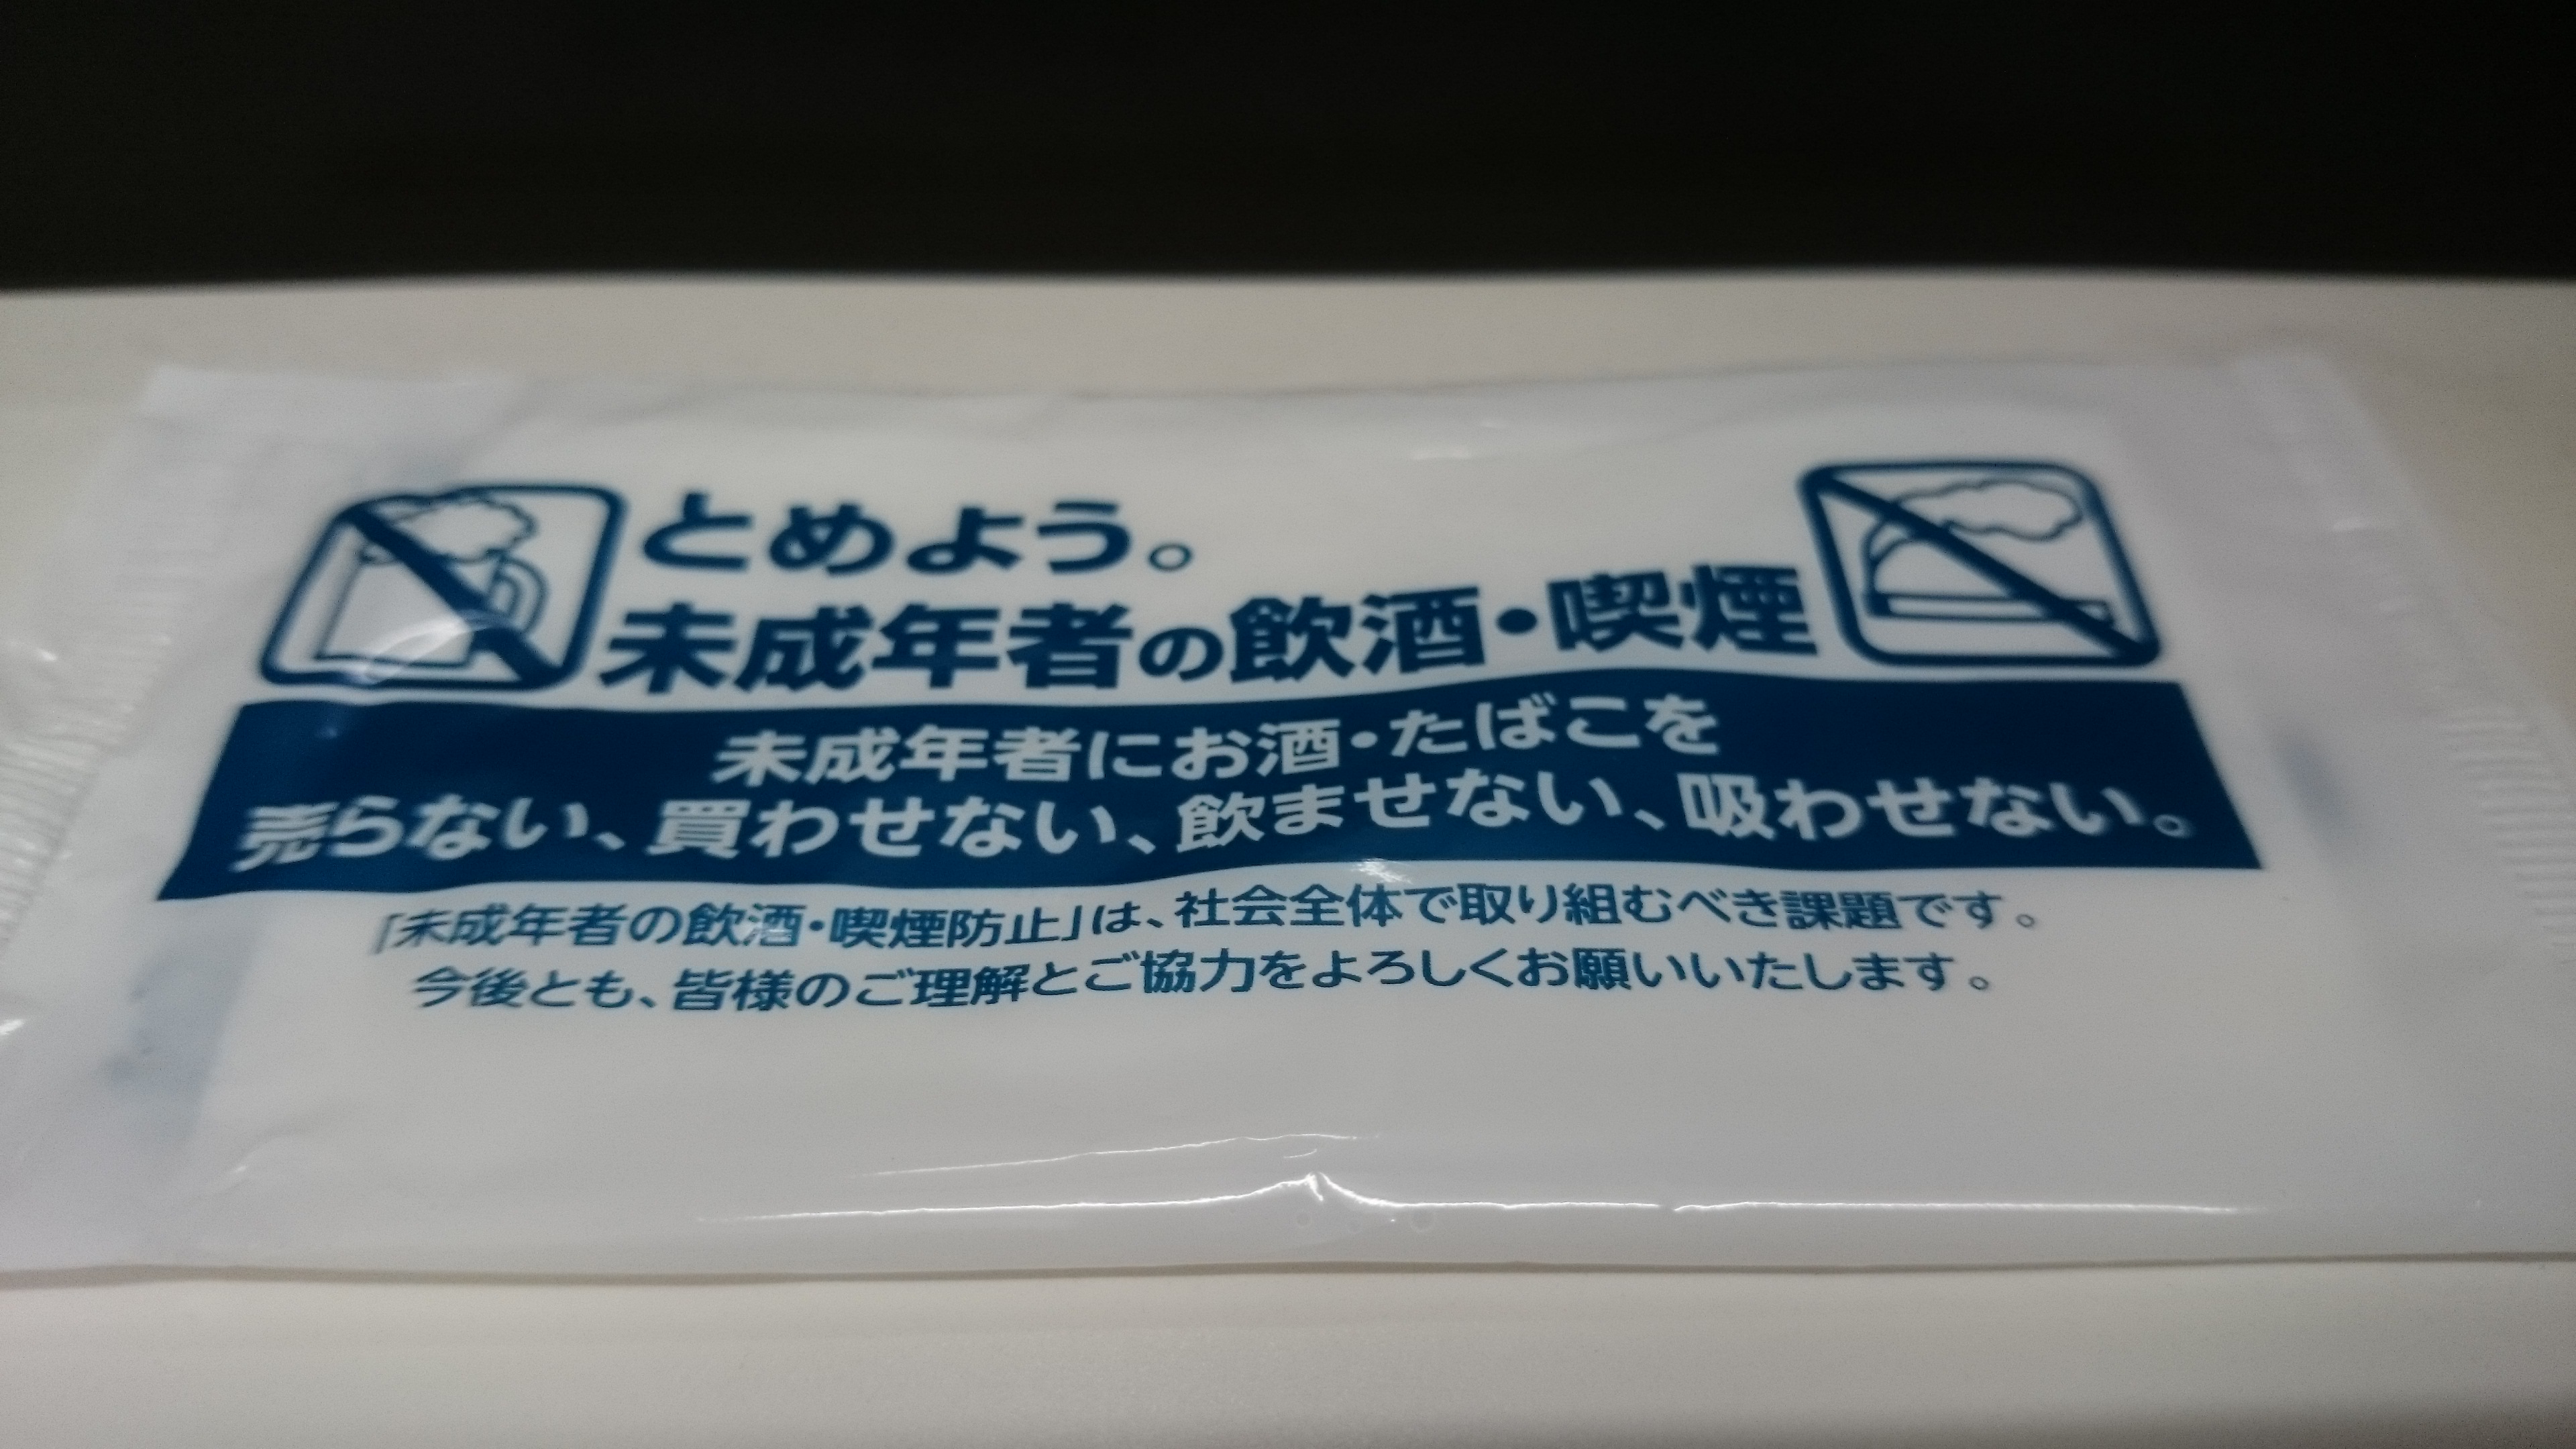 とめよう。
未成年者の飲酒・喫煙
未成年者にお酒・たばこを
売らない、買わせない、飲ませない、吸わせない。
「未成年者の飲酒・喫煙防止」は、社会全体で取り組むべき課題です。
今後とも、皆様のご理解とご協力をよろしくお願いいたします。